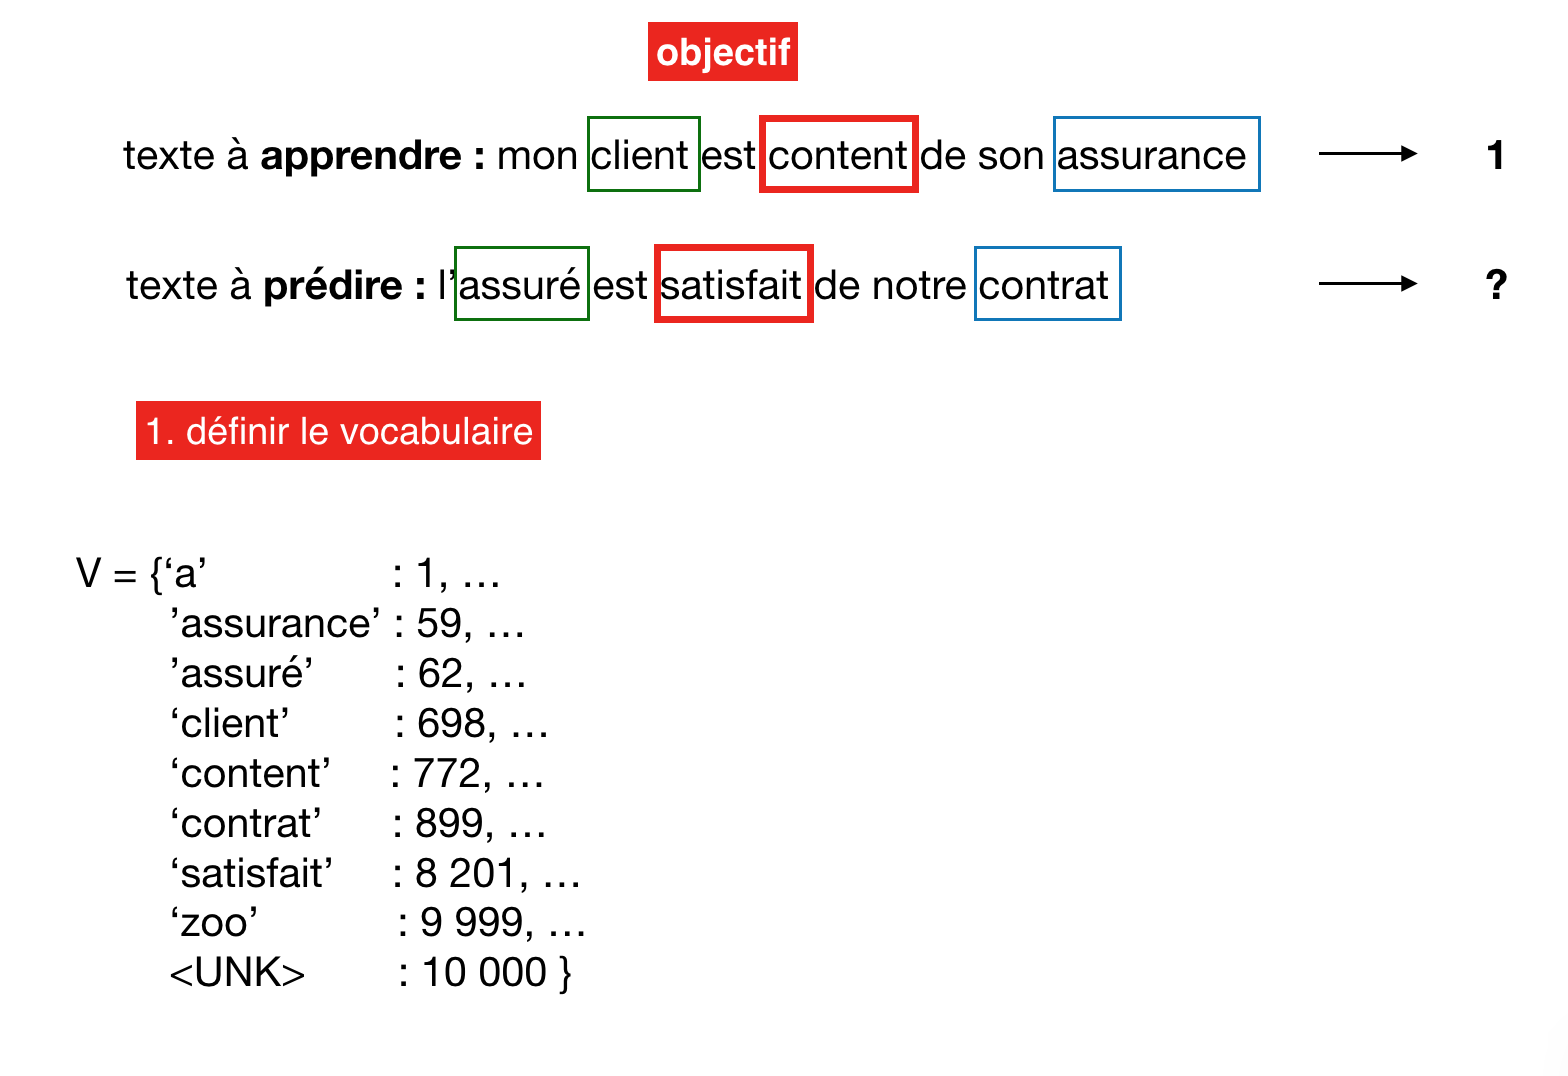 objectif
texte à apprendre : mon client est content de son assurance 1
texte à prédire : l’assuré est satisfait de notre contrat ?
1. définir le vocabulaire
V = {‘a’ : 1, …
’assurance’ : 59, …
’assuré’ : 62, …
‘client’ : 698, …
‘content’ : 772, …
‘contrat’ : 899, …
‘satisfait’ : 8 201, …
‘zoo’ : 9 999, …
<UNK> : 10 000 }